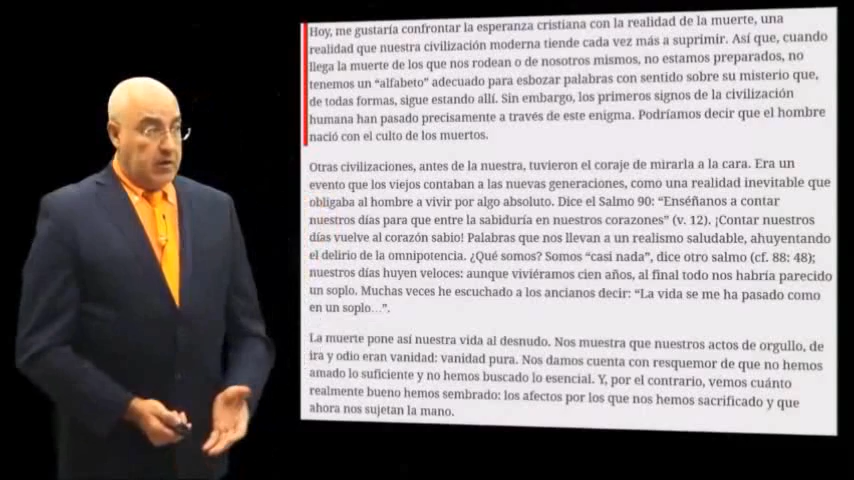 Hoy, me gustaría confrontar la esperanza cristiana con la realidad de la muerte, una
realidad que nuestra civilización moderna tiende cada vez más a suprimir. Así que, cuando
llega la muerte de los que nos rodean o de nosotros mismos, no estamos preparados, no
tenemos un “alfabeto” adecuado para esbozar palabras con sentido sobre su misterio que,
de todas formas, sigue estando allí. Sin embargo, los primeros signos de la civilización
humana han pasado precisamente a través de este enigma. Podríamos decir que el hombre
nació con el culto de los muertos.
Otras civilizaciones, antes de la nuestra, tuvieron el coraje de mirarla a la cara. Era un
evento que los viejos contaban a las nuevas generaciones, como una realidad inevitable que
obligaba al hombre a vivir por algo absoluto. Dice el Salmo 90: “Enséñanos a contar
nuestros días para que entre la sabiduría en nuestros corazones” (v. 12). ¡Contar nuestros
días vuelve al corazón sabio! Palabras que nos llevan a un realismo saludable, ahuyentando
el delirio de la omnipotencia. ¿Qué somos? Somos “casi nada”, dice otro salmo (cf. 88: 48);
nuestros días huyen veloces: aunque viviéramos cien años, al final todo nos habría parecido
un soplo. Muchas veces he escuchado a los ancianos decir: “La vida se me ha pasado como
en un soplo…”.
La muerte pone así nuestra vida al desnudo. Nos muestra que nuestros actos de orgullo, de
ira y odio eran vanidad: vanidad pura. Nos damos cuenta con resquemor de que no hemos
amado lo suficiente y no hemos buscado lo esencial. Y, por el contrario, vemos cuánto
realmente bueno hemos sembrado: los afectos por los que nos hemos sacrificado y que
ahora nos sujetan la mano.